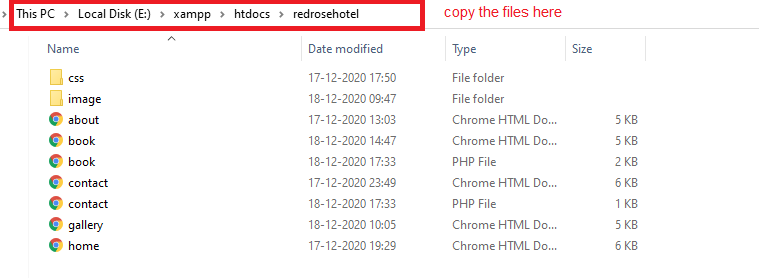 This PC > Local Disk (E:) > xampp > htdocs > redrosehotel copy the files here
Name Date modified Type Size
css 17-12-2020 17:50 File folder
image 18-12-2020 09:47 File folder
about 17-12-2020 13:03 Chrome HTML Do... 5 KB
book 18-12-2020 14:47 Chrome HTML Do... 5 KB
book 18-12-2020 17:33 PHP File 2 KB
contact 17-12-2020 23:49 Chrome HTML Do... 6 KB
contact 18-12-2020 17:33 PHP File 1 KB
gallery 18-12-2020 10:05 Chrome HTML Do... 5 KB
home 17-12-2020 19:29 Chrome HTML Do... 6 KB